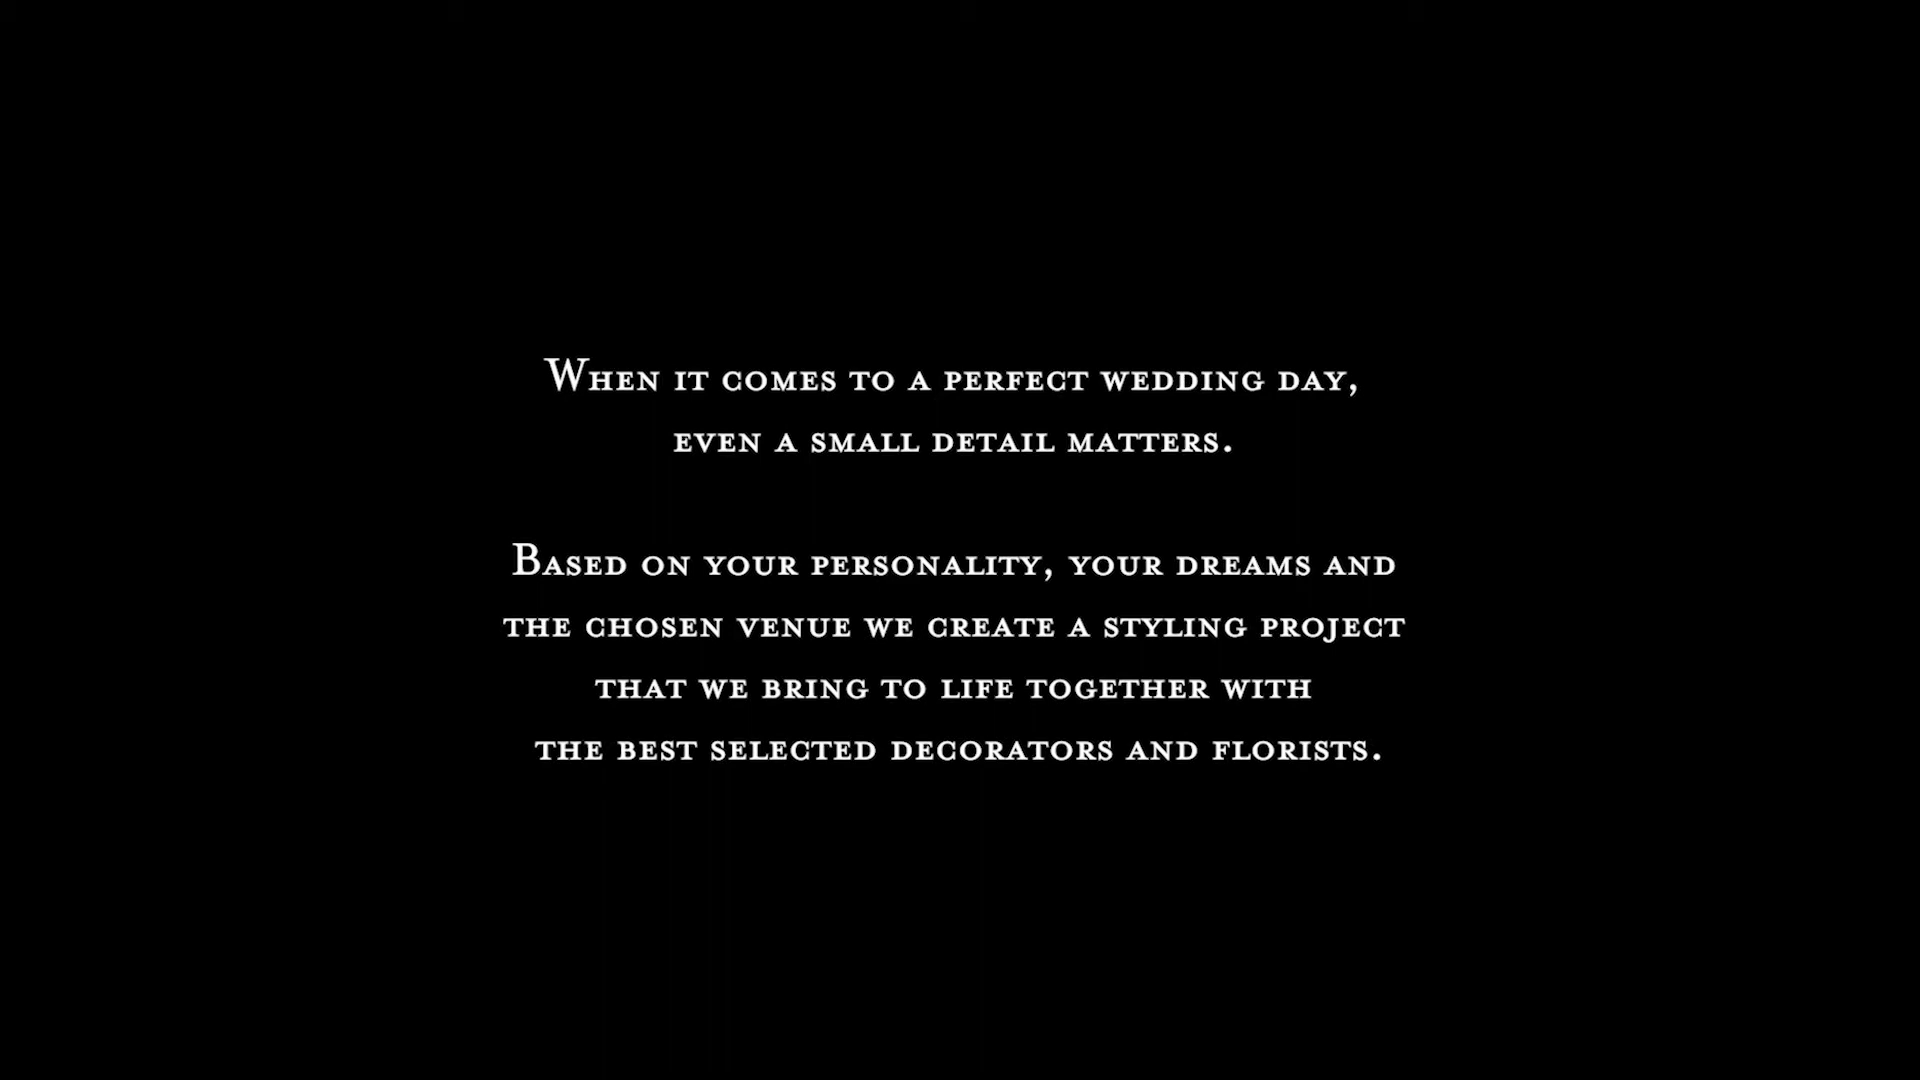 When it comes to a perfect wedding day,
even a small detail matters.
Based on your personality, your dreams and
the chosen venue we create a styling project
that we bring to life together with
the best selected decorators and florists.